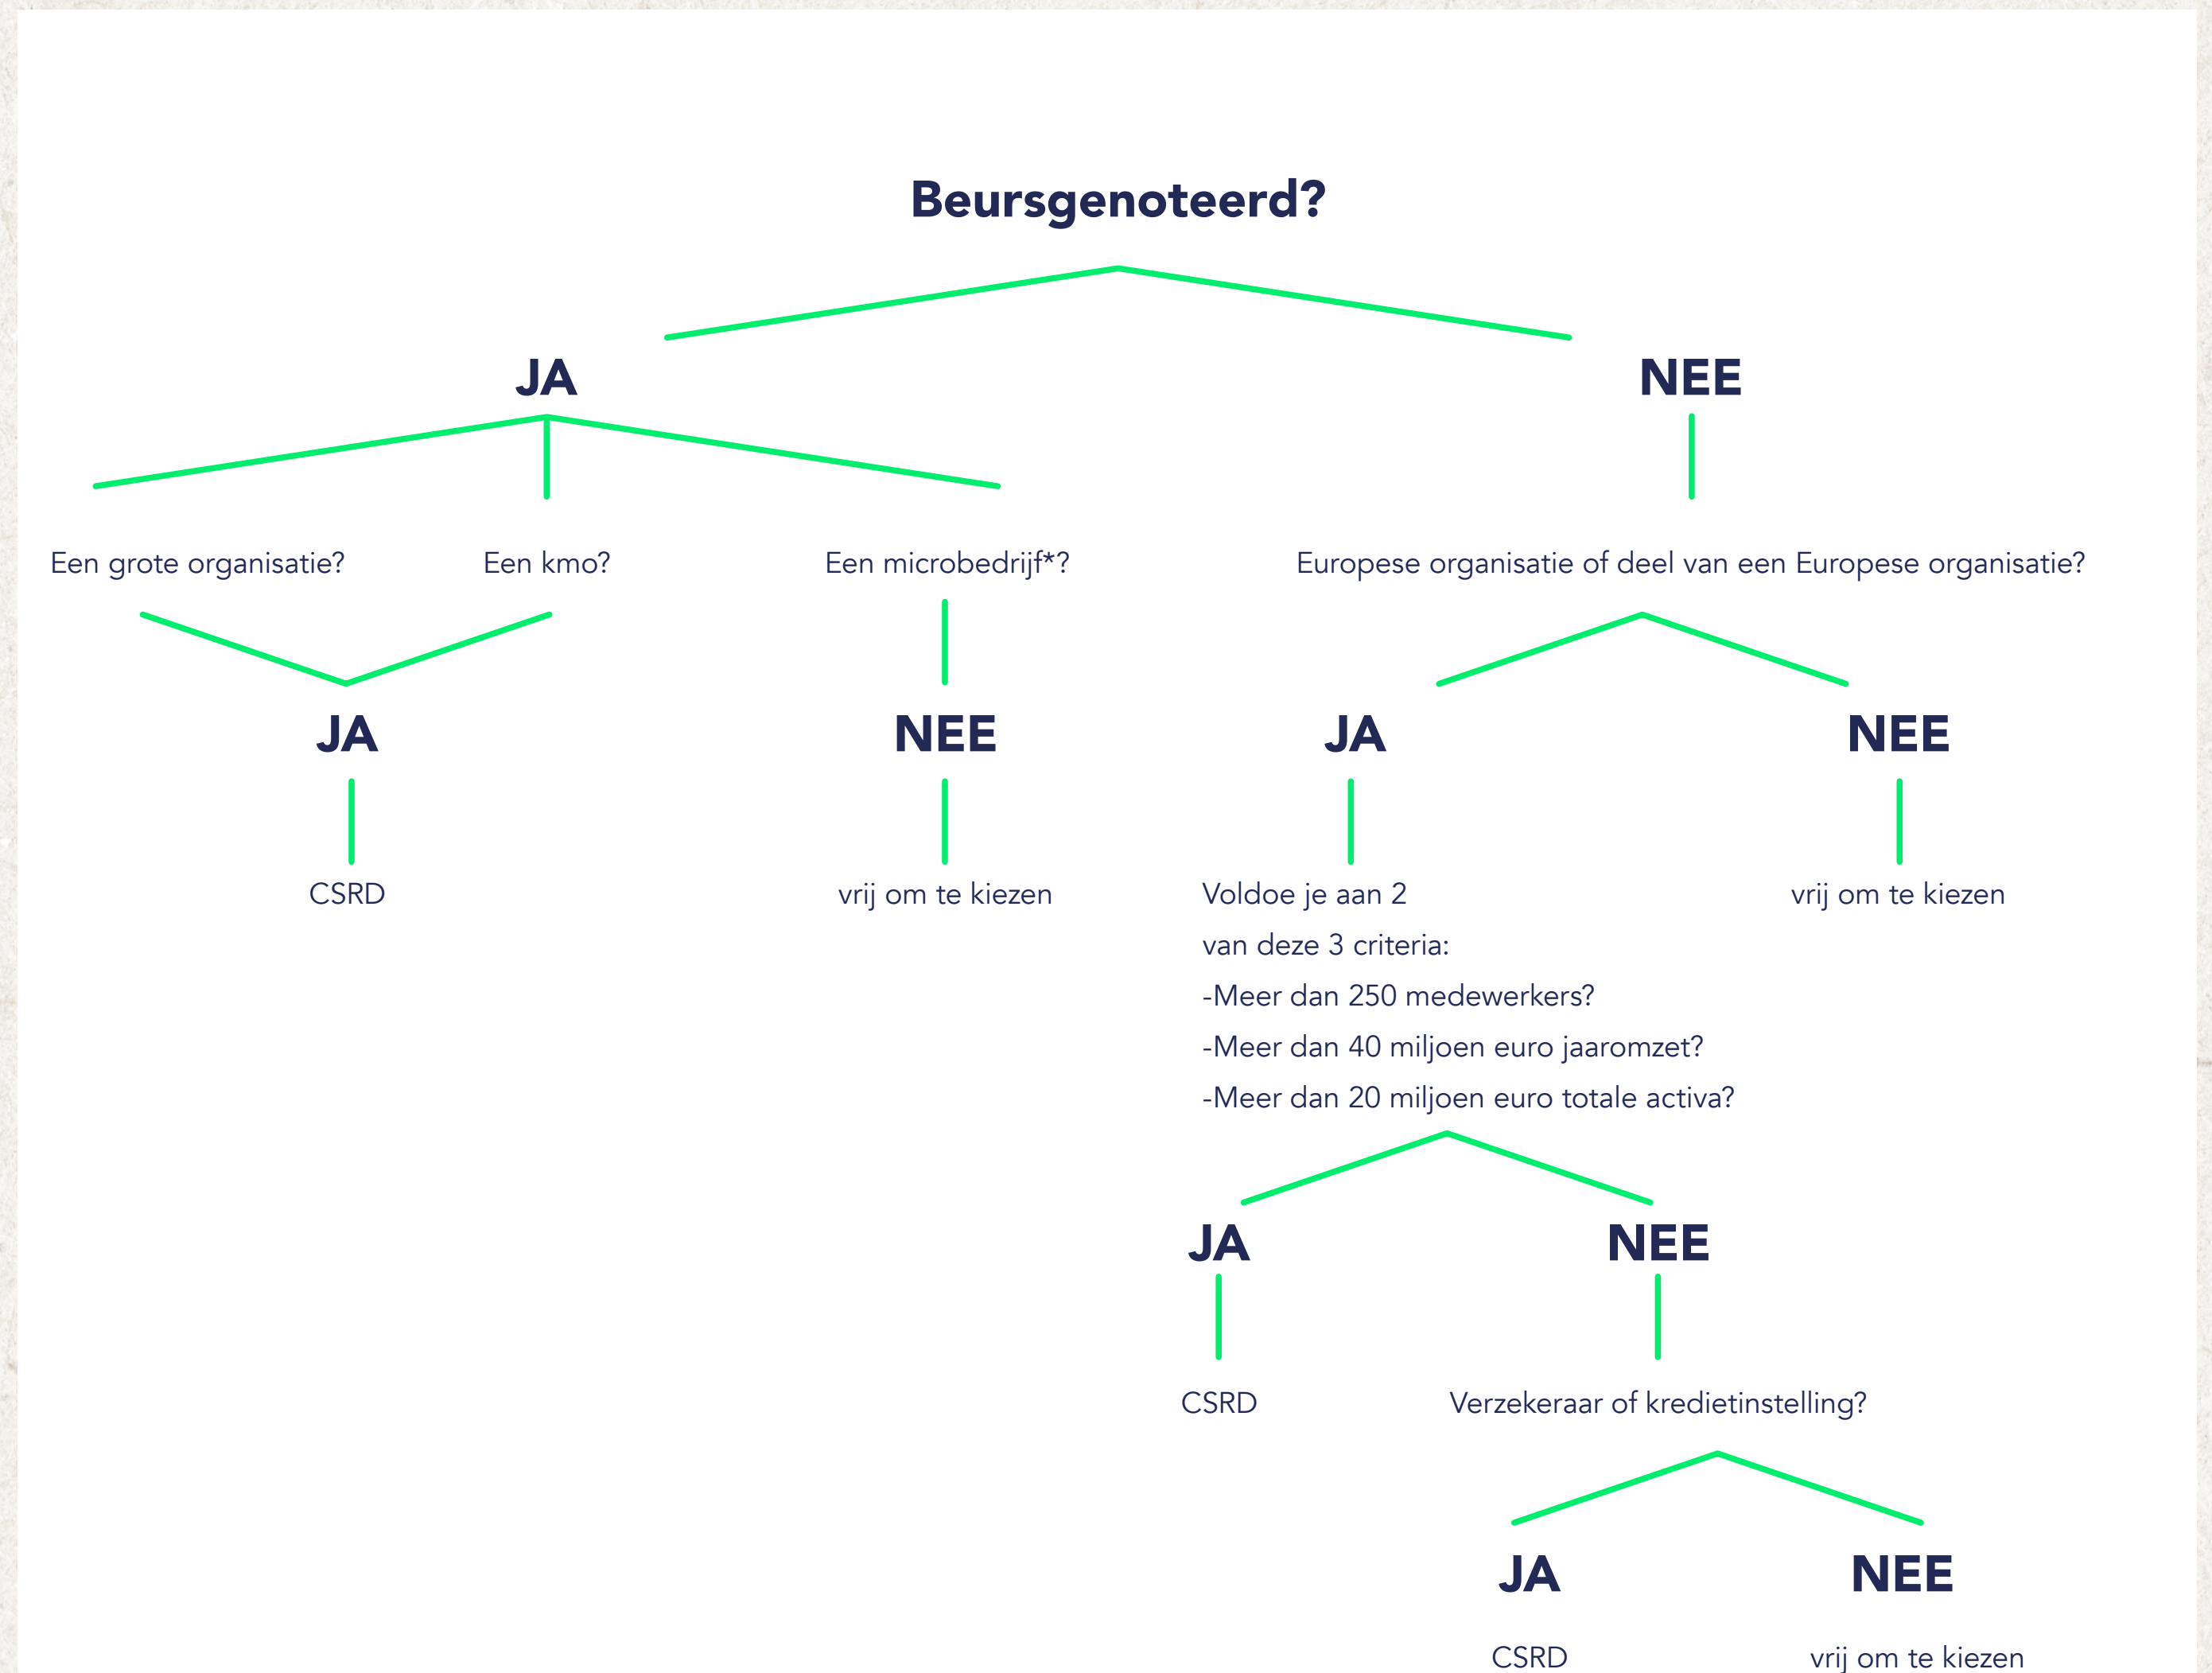 Beursgenoteerd?
JA
NEE
Een grote organisatie?
Een kmo?
Een microbedrijf*?
Europese organisatie of deel van een Europese organisatie?
JA
NEE
JA
NEE
CSRD
vrij om te kiezen
Voldoe je aan 2
van deze 3 criteria:
-Meer dan 250 medewerkers?
-Meer dan 40 miljoen euro jaaromzet?
-Meer dan 20 miljoen euro totale activa?
vrij om te kiezen
JA
NEE
CSRD
Verzekeraar of kredietinstelling?
JA
NEE
CSRD
vrij om te kiezen